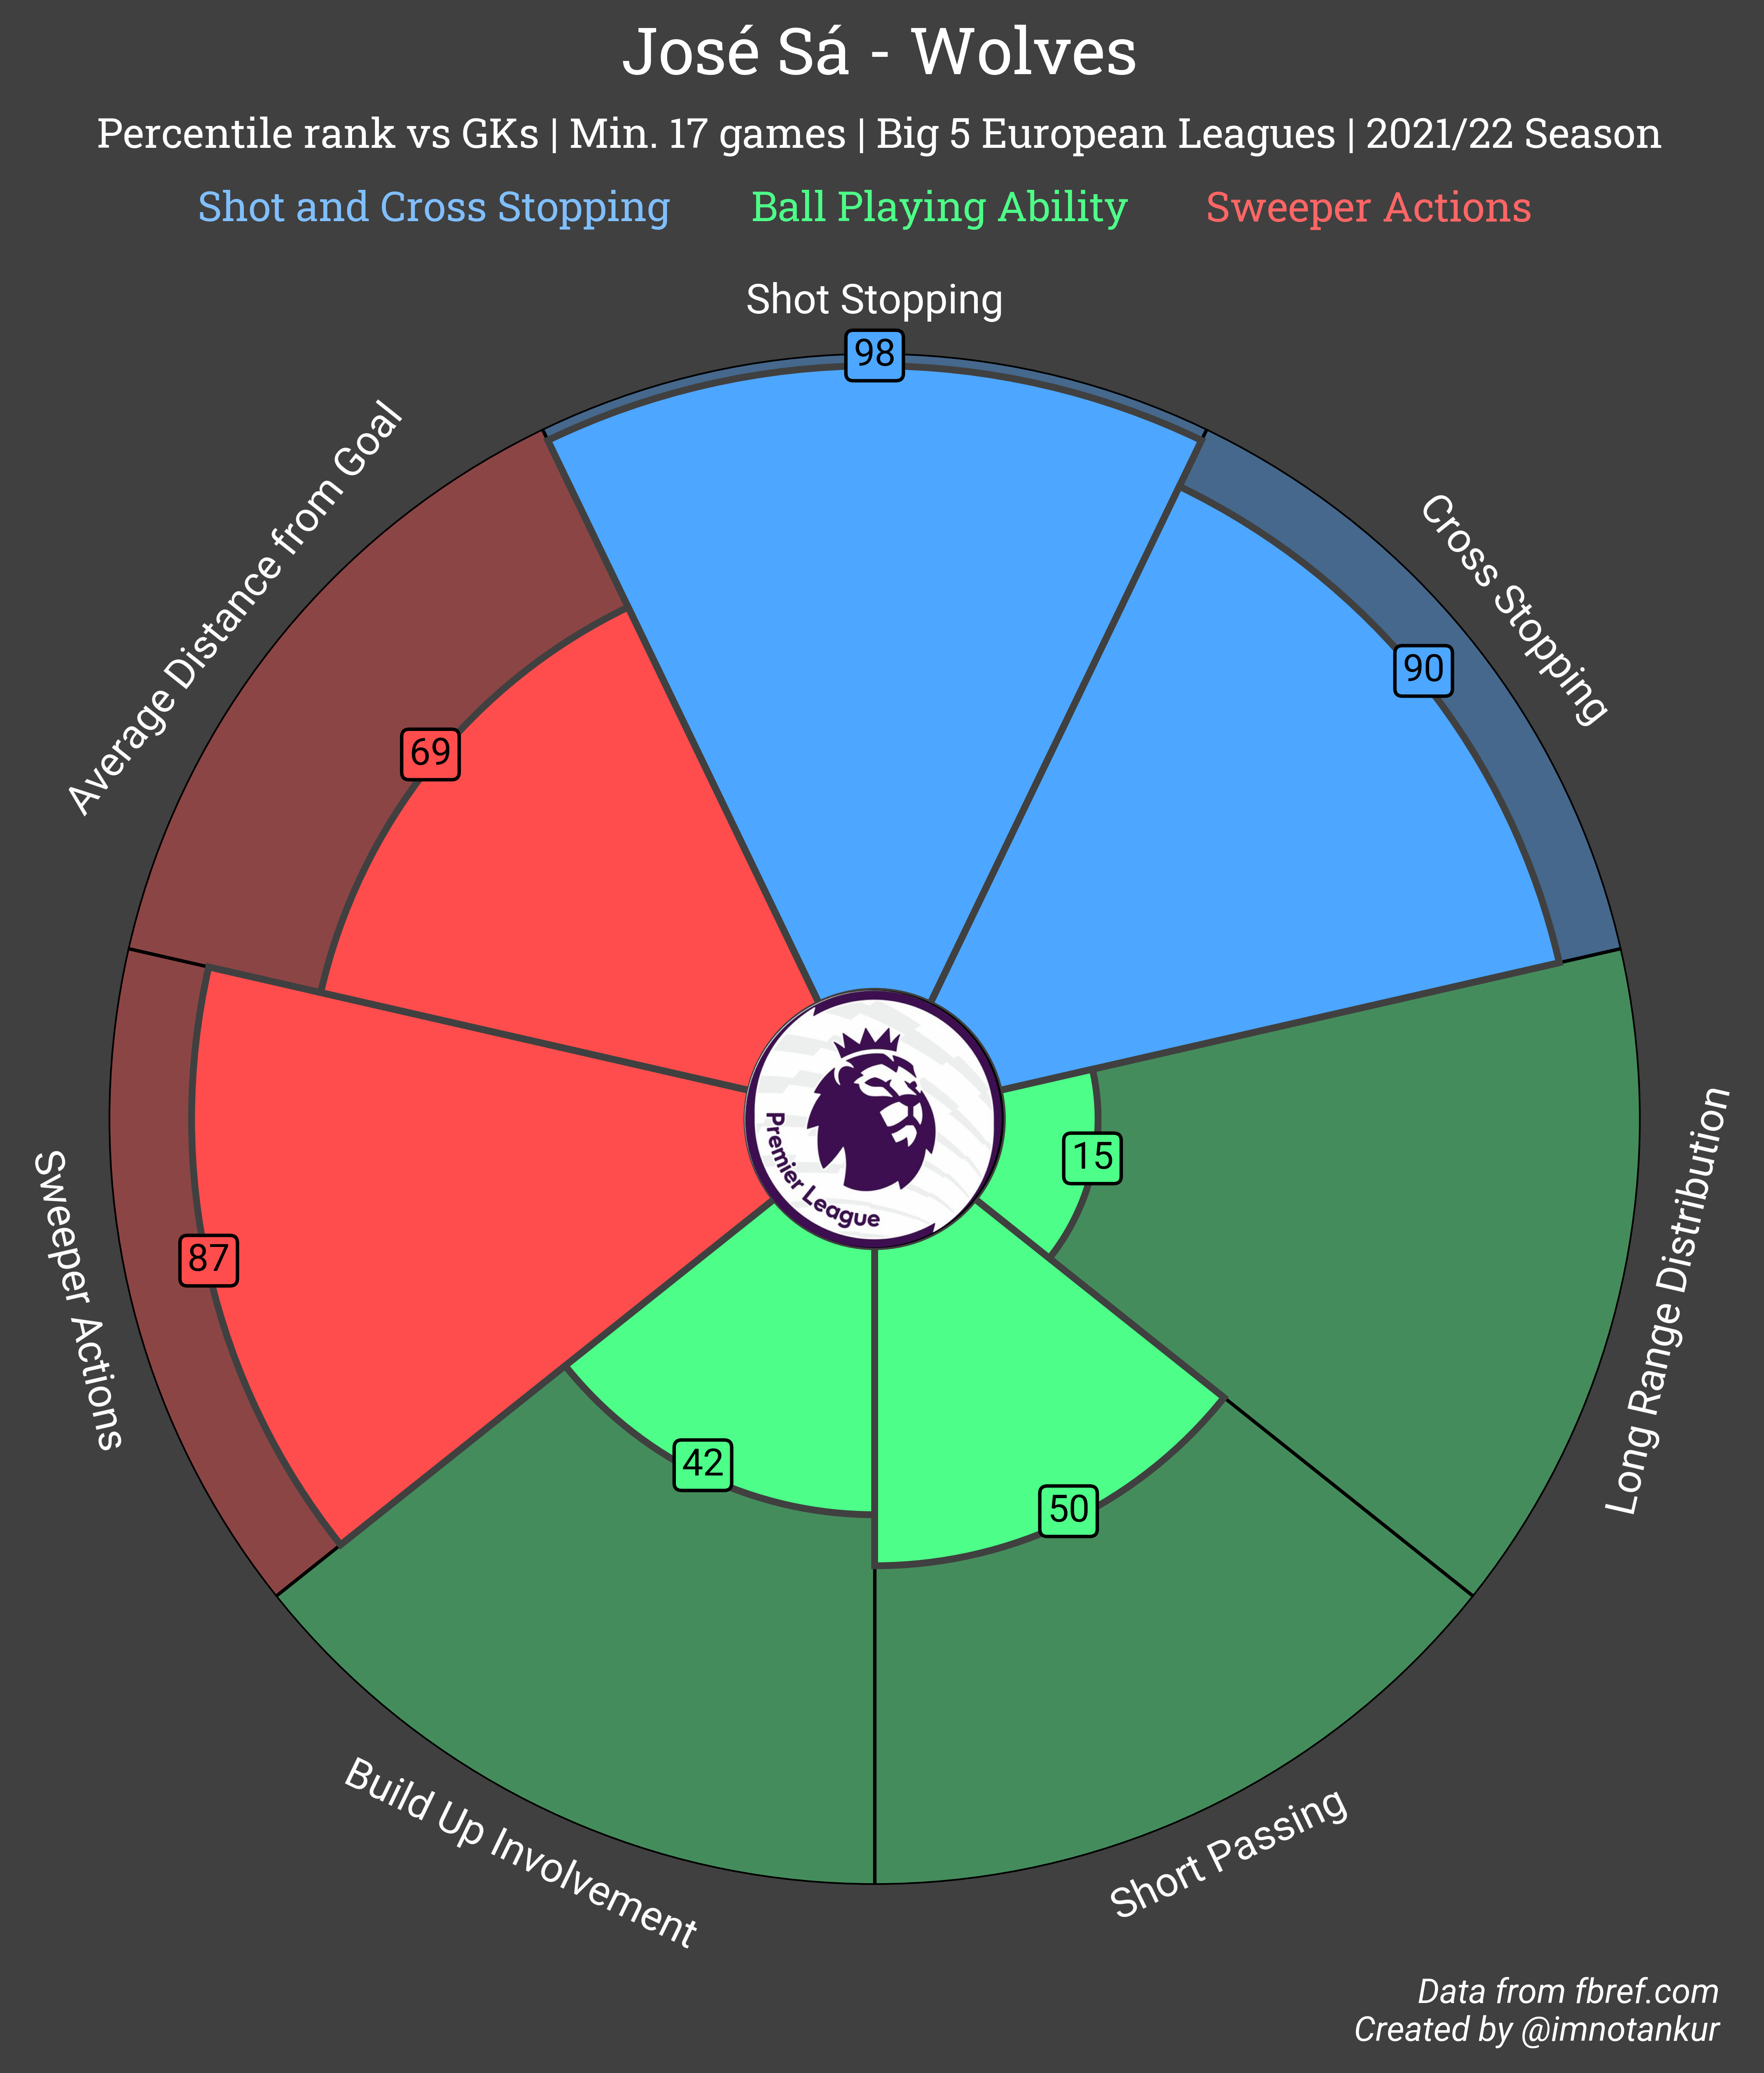 José Sá - Wolves
Percentile rank vs GKs | Min. 17 games | Big 5 European Leagues | 2021/22 Season
Shot and Cross Stopping Ball Playing Ability Sweeper Actions
Shot Stopping
98
Cross Stopping
90
Average Distance from Goal
69
Long Range Distribution
15
Sweeper Actions
87
Premier League
42
50
Build Up Involvement
Short Passing
Data from fbref.com
Created by @imnotankur